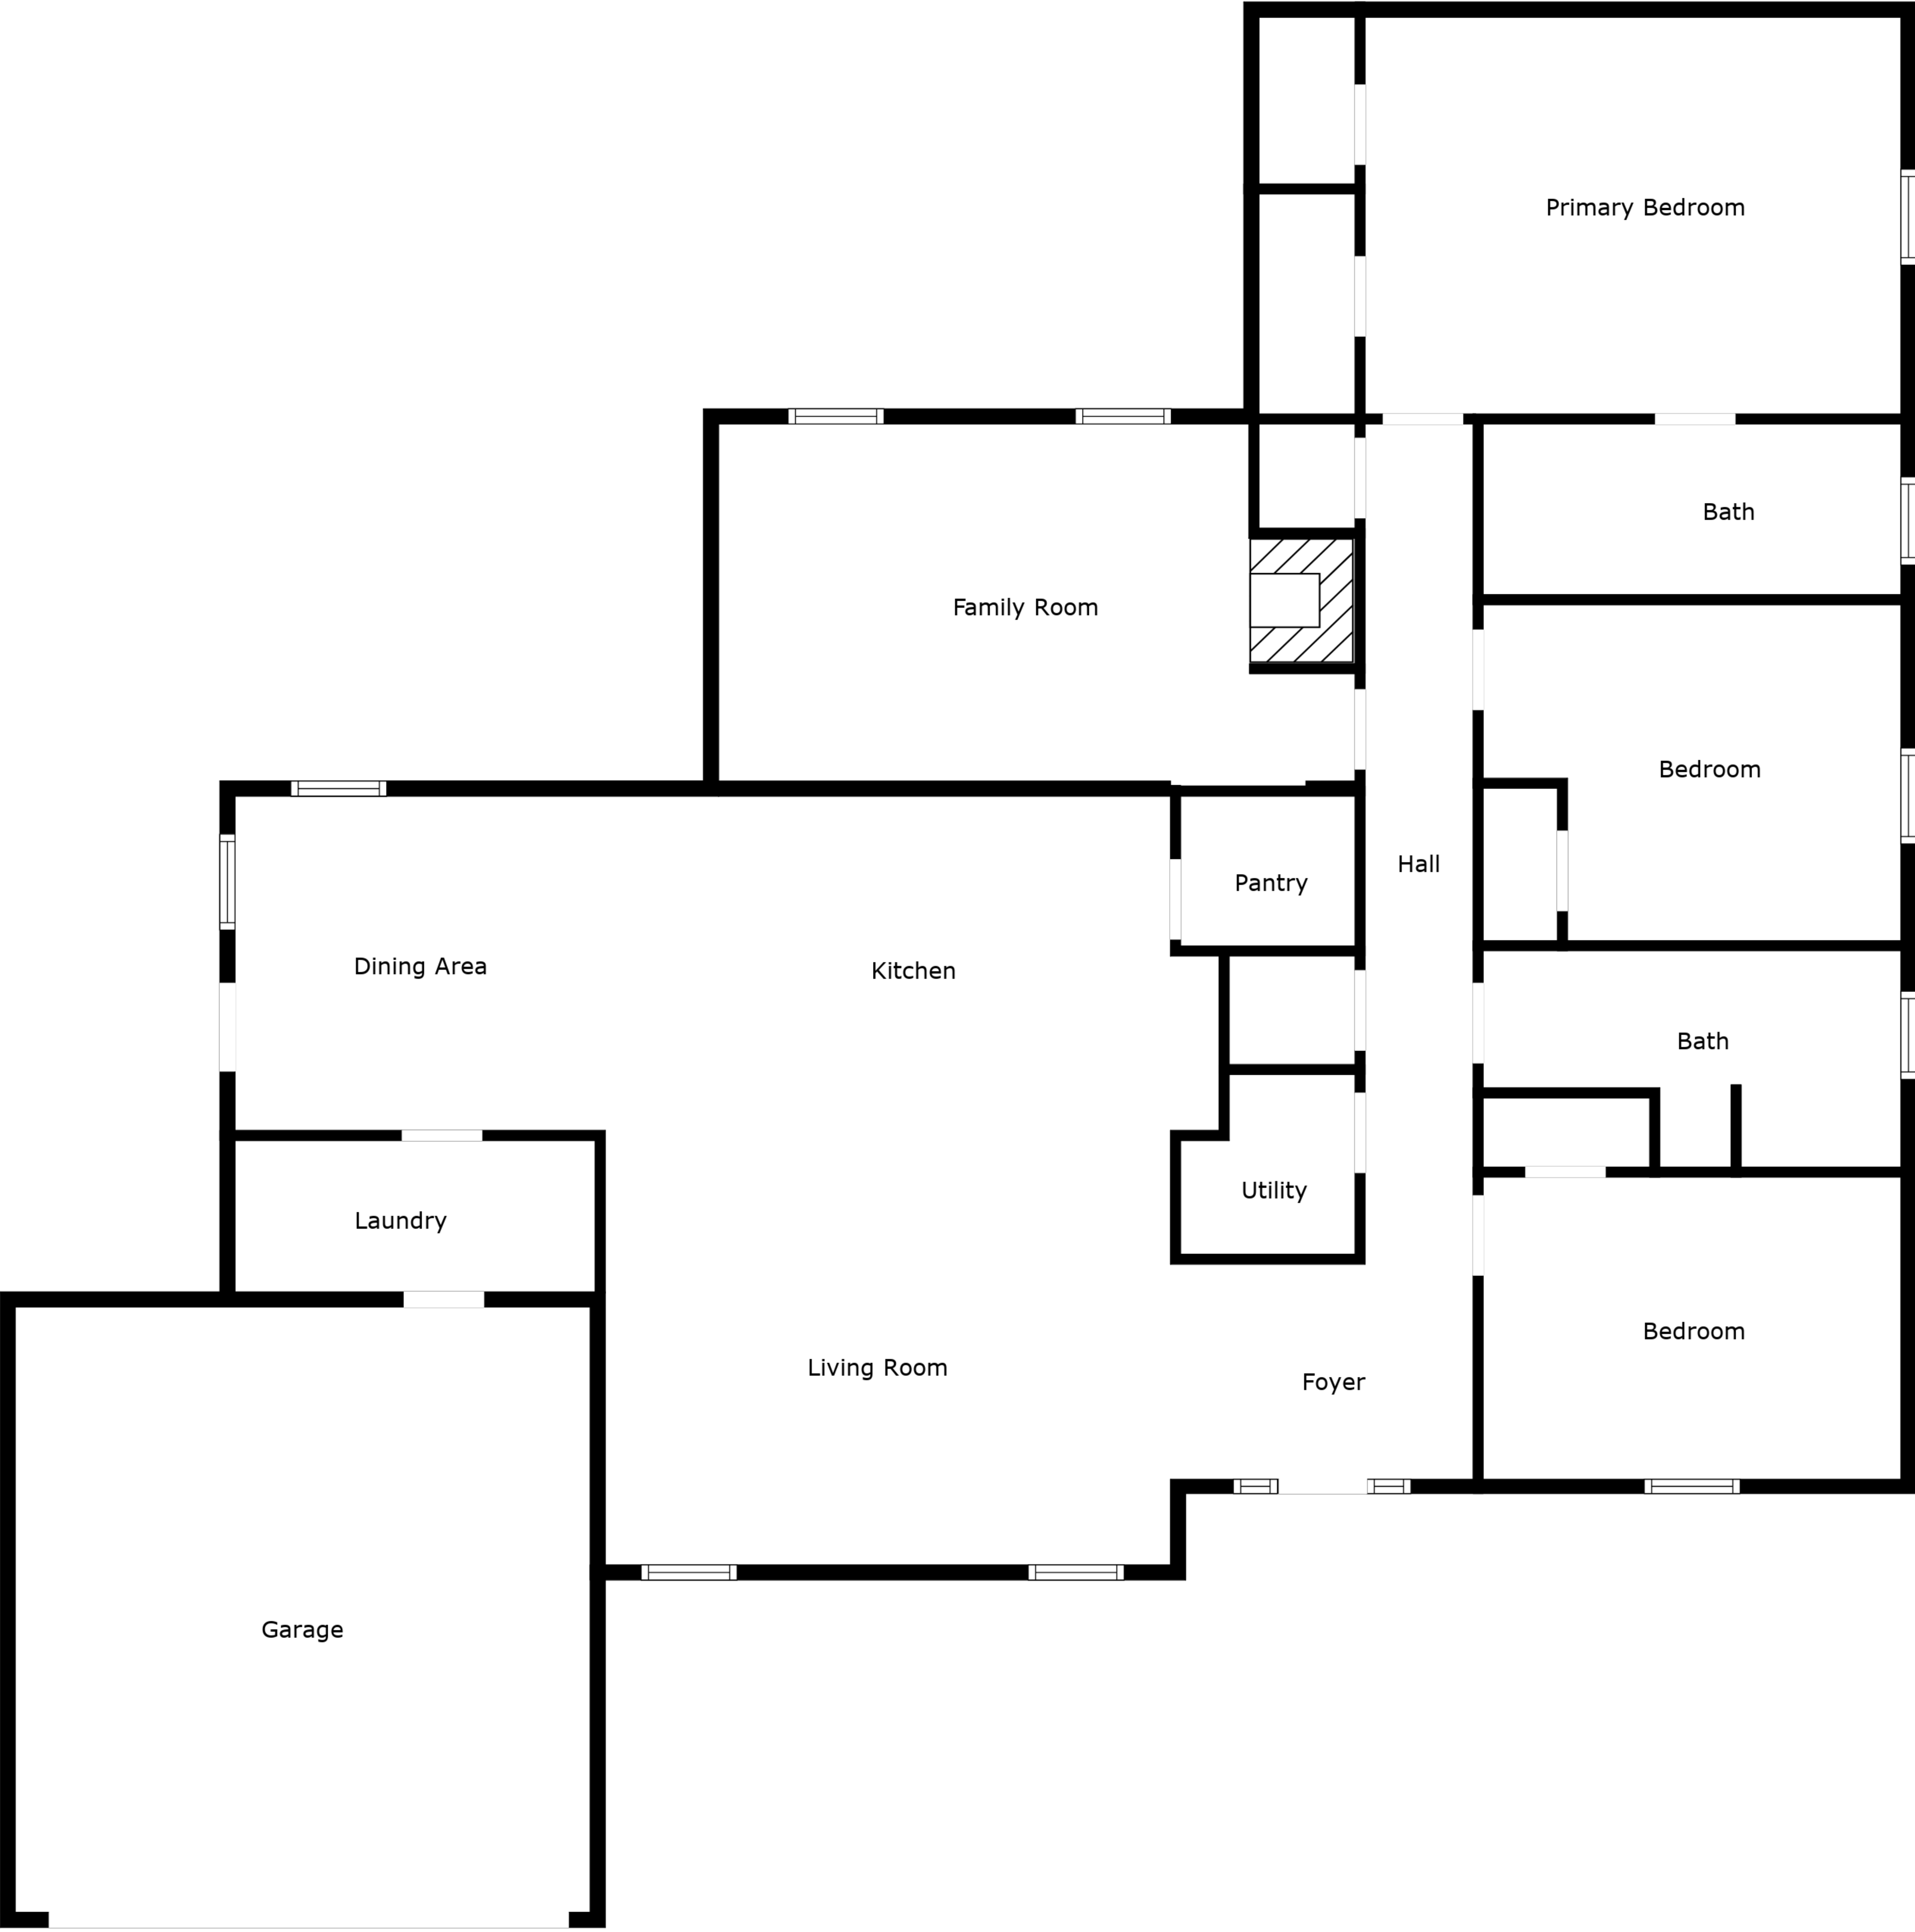 Primary Bedroom
Bath
Family Room
Bedroom
Hall
Pantry
Dining Area
Kitchen
Bath
Utility
Laundry
Bedroom
Living Room
Foyer
Garage